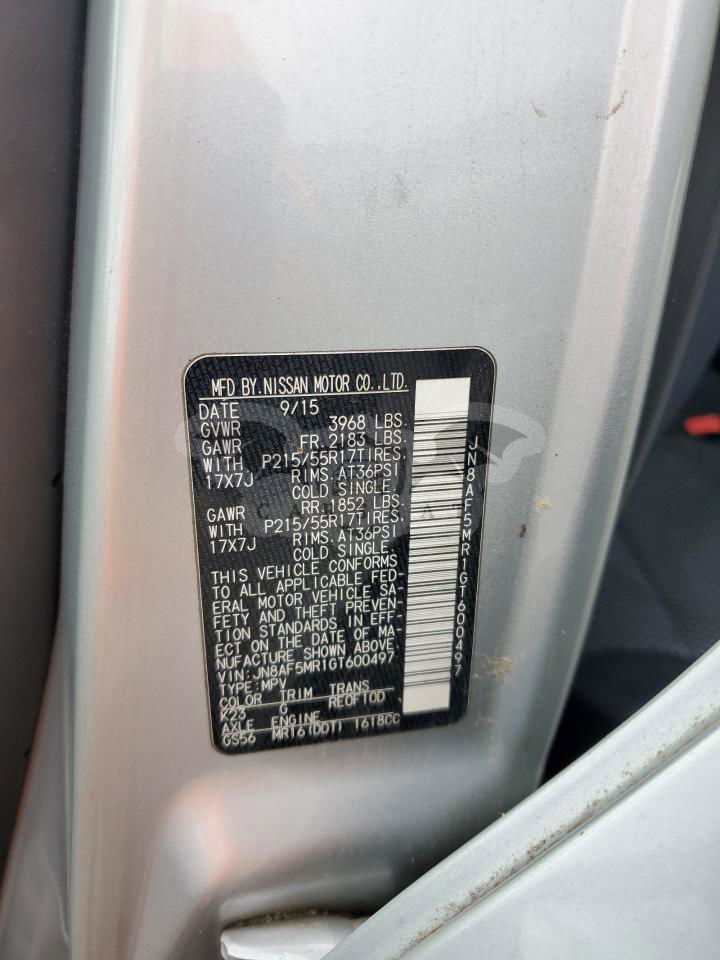 MFD BY.NISSAN MOTOR CO.,LTD.
DATE 9/15
GVWR 3968 LBS.
GAWR FR.2183 LBS.
WITH P215/55R17TIRES.
17X7J RIMS.AT36PSI
COLD SINGLE.
GAWR RR.1852 LBS.
WITH P215/55R17TIRES.
17X7J RIMS.AT36PSI
COLD SINGLE.
THIS VEHICLE CONFORMS
TO ALL APPLICABLE FED-
ERAL MOTOR VEHICLE SA-
FETY AND THEFT PREVEN-
TION STANDARDS IN EFF-
ECT ON THE DATE OF MA-
NUFACTURE SHOWN ABOVE
VIN:JN8AF5MR1GT600497
TYPE:MPV
COLOR TRIM TRANS
K23 G RE0F10D
AXLE ENGINE
GS56 MR16(DDT) 1618CC
JN8AF5MR1GT600497